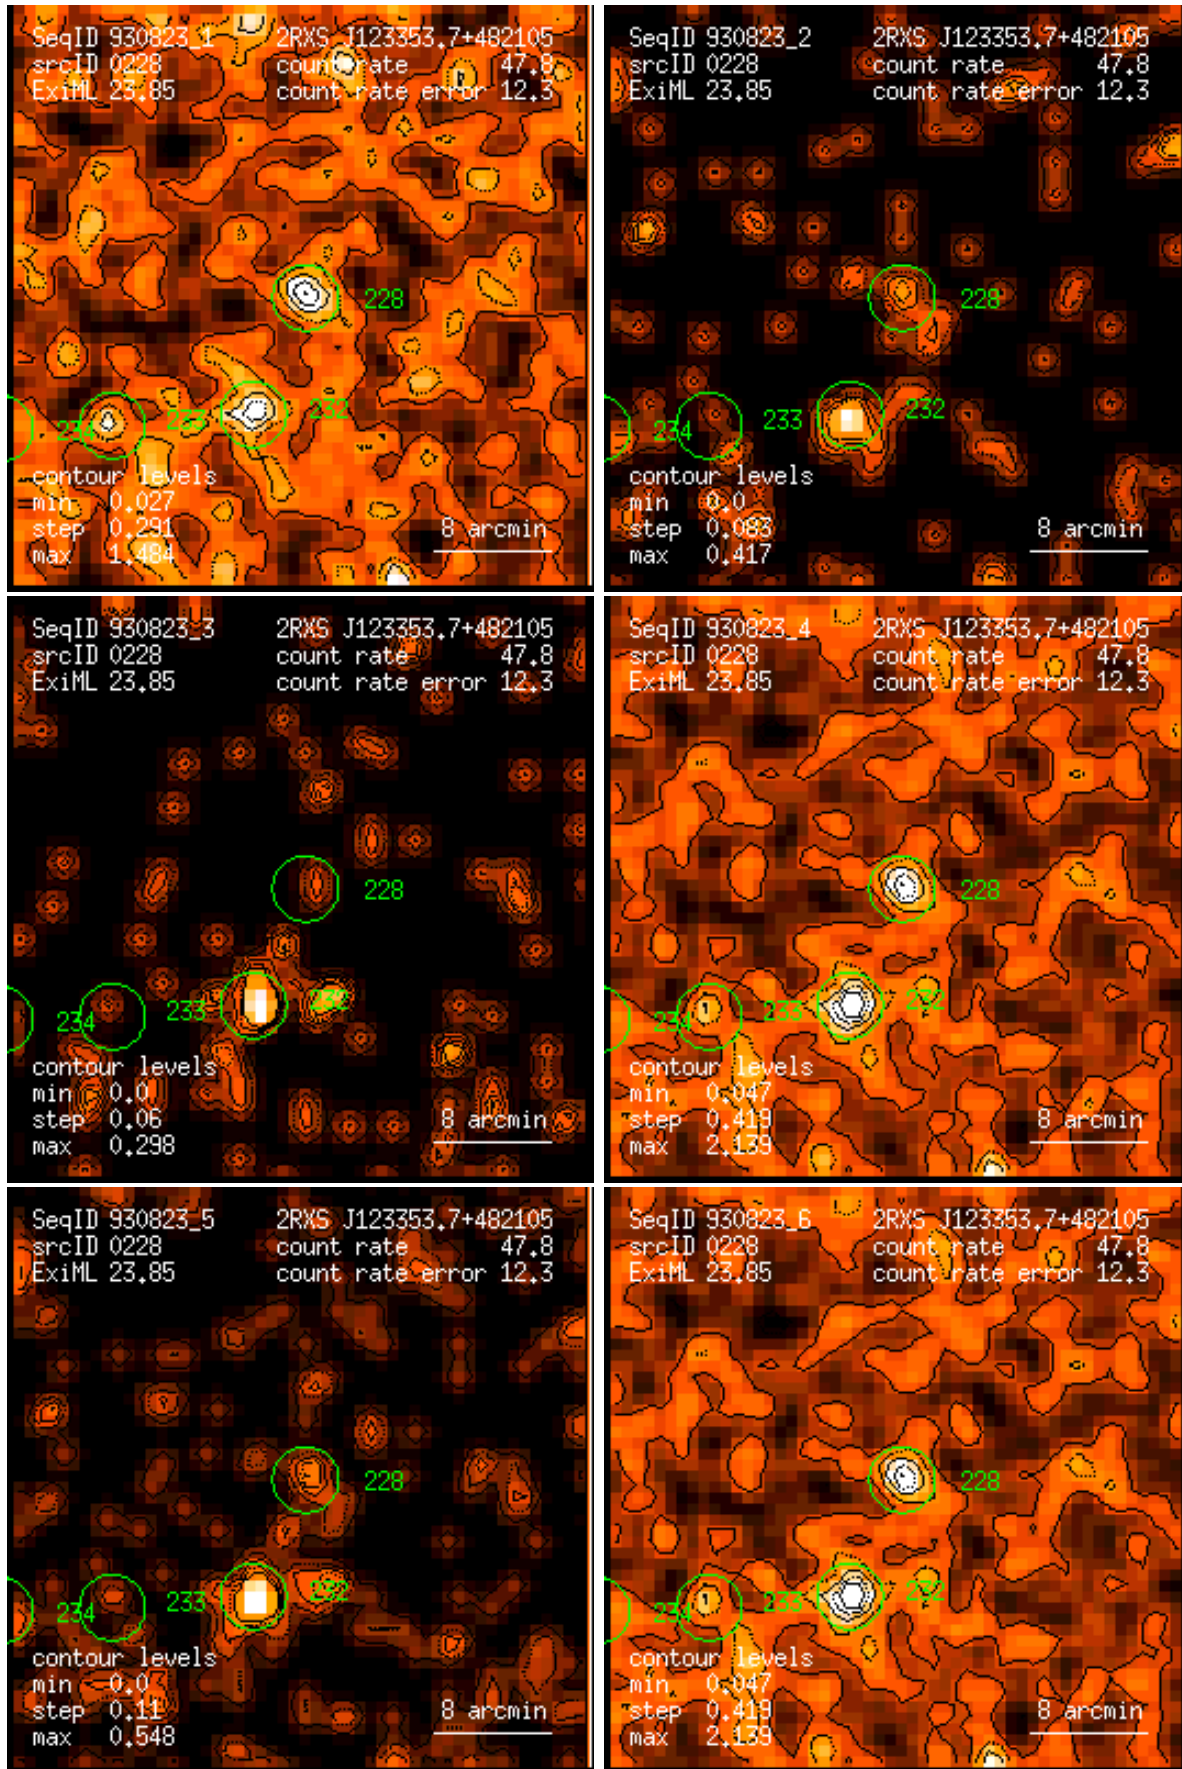 SeqID 930823_1 2RXS J123353.7+482105
srcID 0228 count rate 47.8
ExiML 23.85 count rate error 12.3
228
234 233 232
contour levels
min 0.027
step 0.291 8 arcmin
max 1.484
SeqID 930823_2 2RXS J123353.7+482105
srcID 0228 count rate 47.8
ExiML 23.85 count rate error 12.3
228
234 233 232
contour levels
min 0.0
step 0.083 8 arcmin
max 0.417
SeqID 930823_3 2RXS J123353.7+482105
srcID 0228 count rate 47.8
ExiML 23.85 count rate error 12.3
228
234 233 232
contour levels
min 0.0
step 0.06 8 arcmin
max 0.298
SeqID 930823_4 2RXS J123353.7+482105
srcID 0228 count rate 47.8
ExiML 23.85 count rate error 12.3
228
234 233 232
contour levels
min 0.047
step 0.419 8 arcmin
max 2.139
SeqID 930823_5 2RXS J123353.7+482105
srcID 0228 count rate 47.8
ExiML 23.85 count rate error 12.3
228
234 233 232
contour levels
min 0.0
step 0.11 8 arcmin
max 0.548
SeqID 930823_6 2RXS J123353.7+482105
srcID 0228 count rate 47.8
ExiML 23.85 count rate error 12.3
228
234 233 232
contour levels
min 0.047
step 0.419 8 arcmin
max 2.139